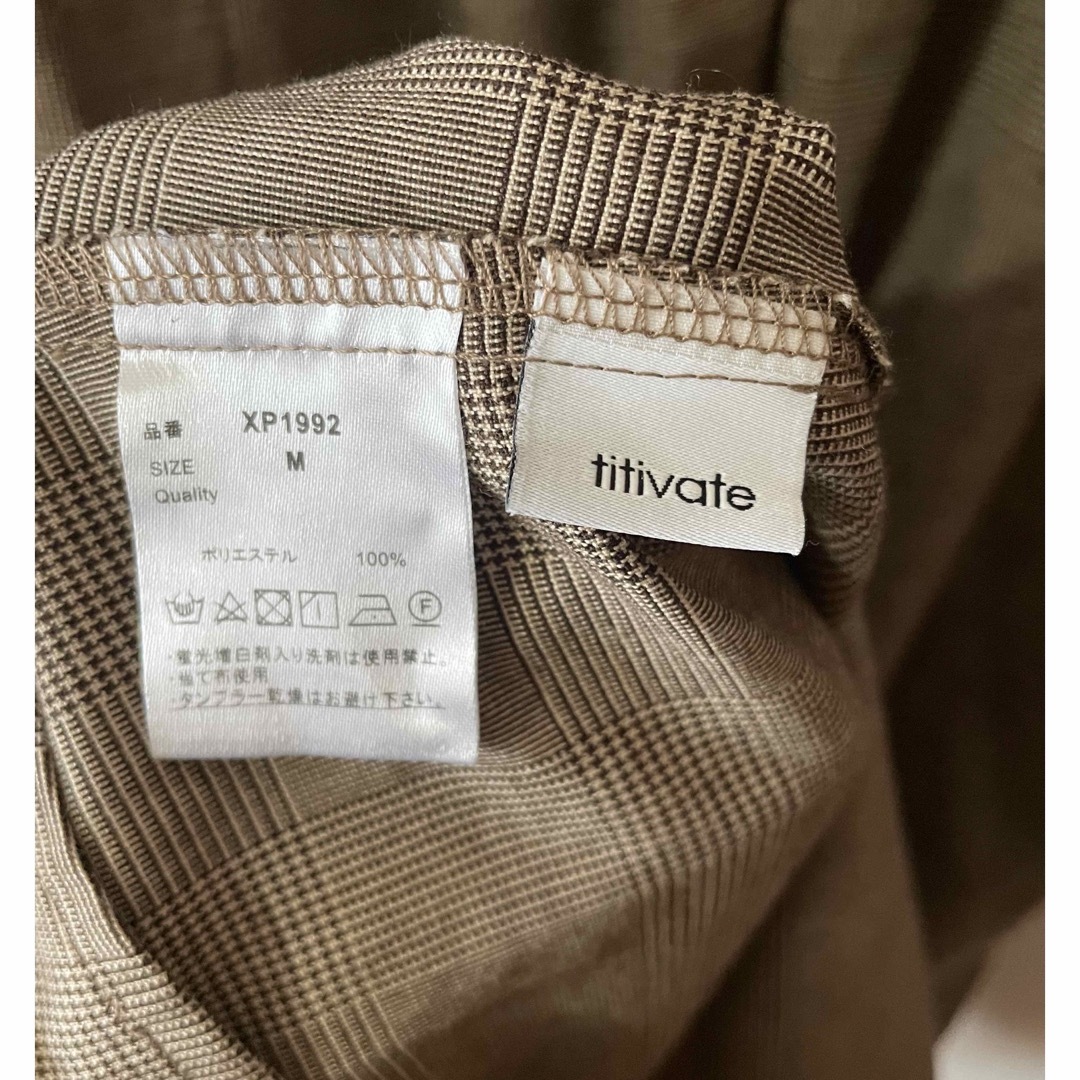 品番 XP1992
SIZE M
Quality
ポリエステル 100%
F
・蛍光増白剤入り洗剤は使用禁止。
・当て布使用
・タンブラー乾燥はお避け下さい。
titivate